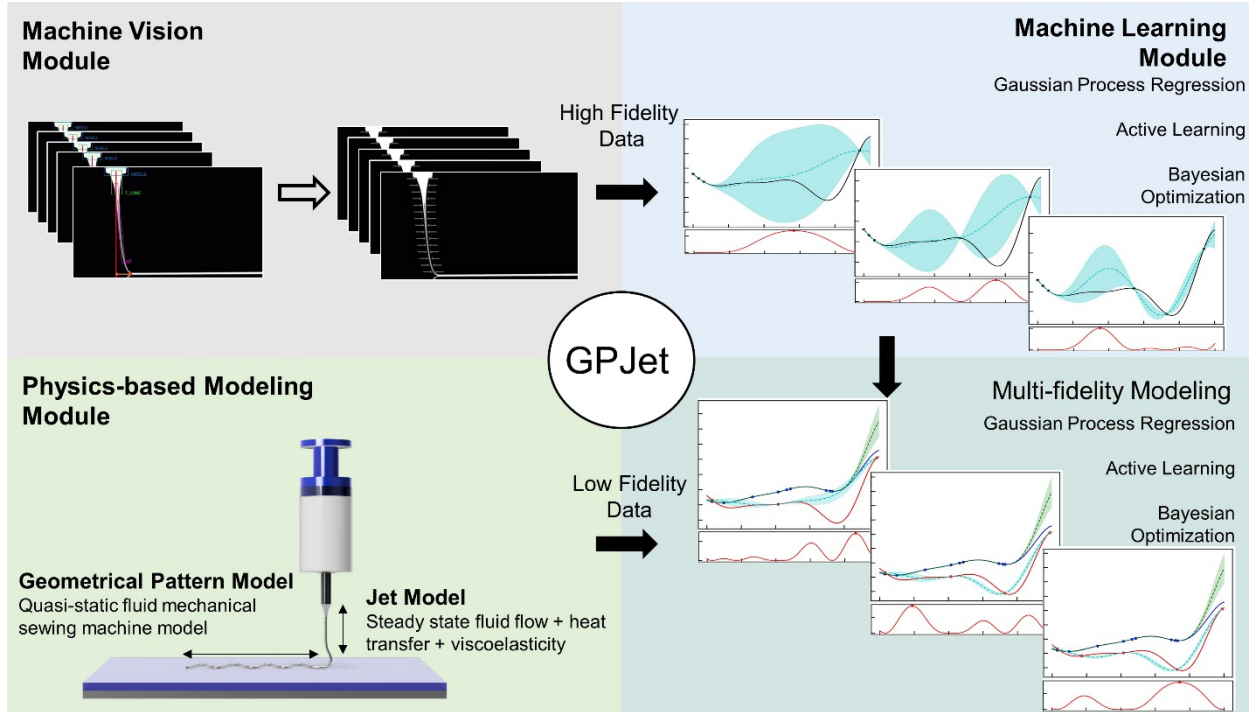 Machine Vision
Module
Machine Learning
Module
Gaussian Process Regression
Active Learning
Bayesian
Optimization
High Fidelity
Data
GPJet
Physics-based Modeling
Module
Geometrical Pattern Model
Quasi-static fluid mechanical
sewing machine model
Jet Model
Steady state fluid flow + heat
transfer + viscoelasticity
Low Fidelity
Data
Multi-fidelity Modeling
Gaussian Process Regression
Active Learning
Bayesian
Optimization
NEEDLE
T_CONE